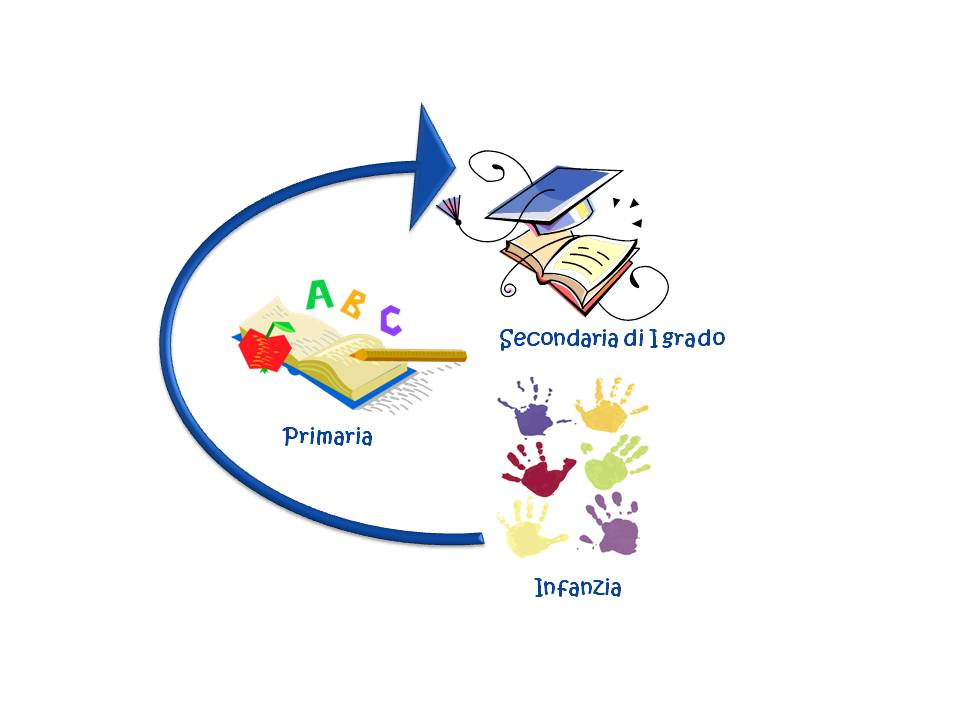 A B C
Secondaria di I grado
Primaria
Infanzia